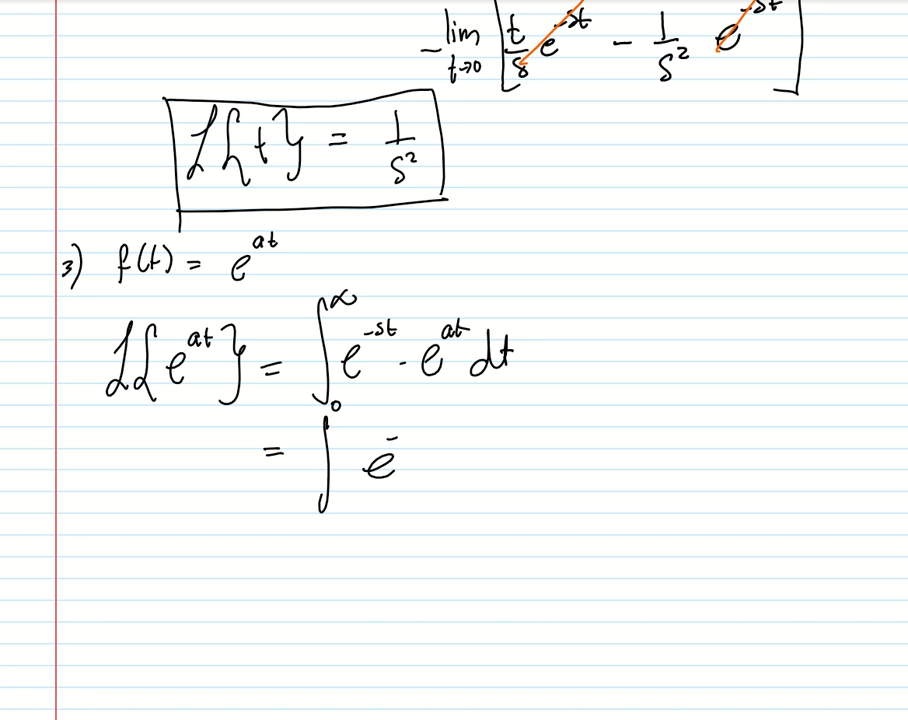 - lim t→0 [ t/s e^-st - 1/s² e^-st ]
ℒ{t} = 1/s²
3) f(t) = e^at
ℒ{e^at} = ∫₀^∞ e^-st · e^at dt
= ∫ e^-